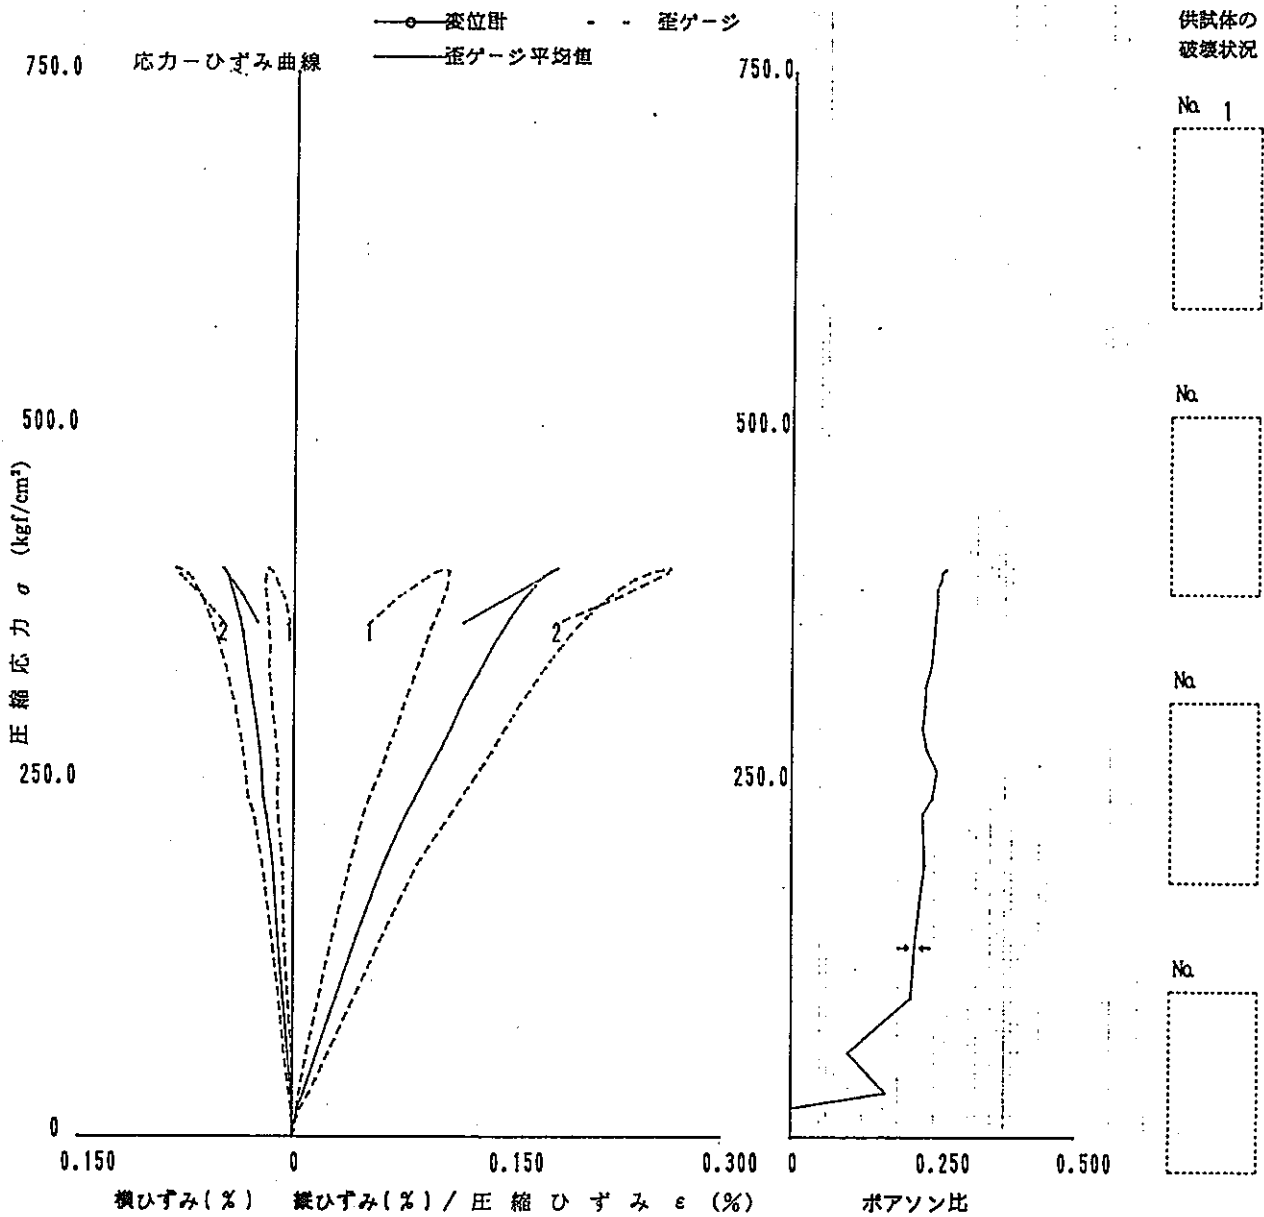 変位計 歪ゲージ
歪ゲージ平均値
応力－ひずみ曲線
供試体の
破壊状況
750.0
500.0
250.0
0
圧縮応力 σ (kgf/cm²)
2
1
2
0.150 0 0.150 0.300
横ひずみ(%) 縦ひずみ(%) / 圧縮ひずみ ε (%)
750.0
500.0
250.0
0 0.250 0.500
ポアソン比
No. 1
No.
No.
No.